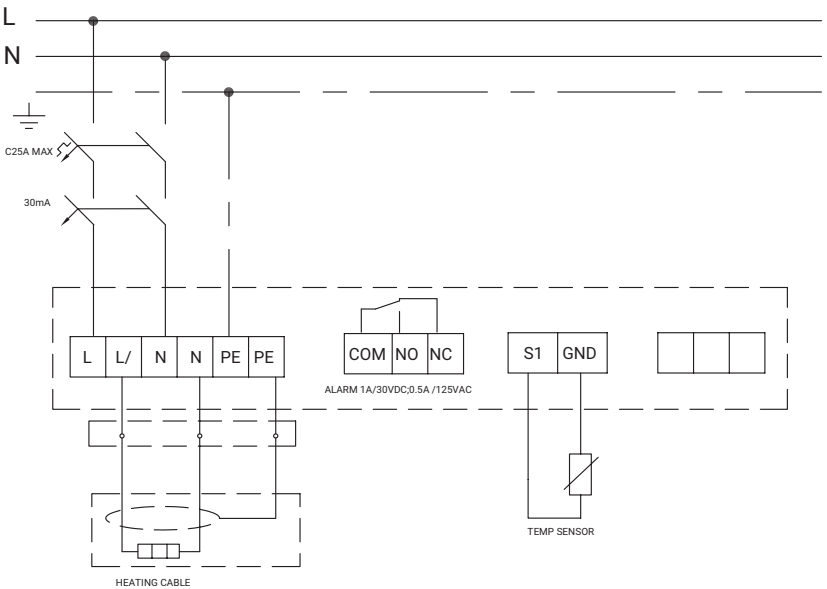 L
N
C25A MAX
30mA
L L/ N N PE PE
COM NO NC
S1 GND
ALARM 1A/30VDC;0.5A /125VAC
TEMP SENSOR
HEATING CABLE